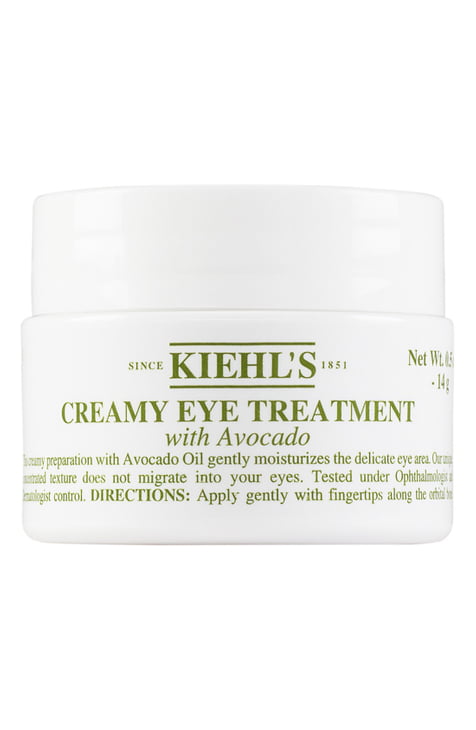 SINCE KIEHL'S 1851
Net Wt. 0.5
- 14 g
CREAMY EYE TREATMENT
with Avocado
creamy preparation with Avocado Oil gently moisturizes the delicate eye area. Our
texture does not migrate into your eyes. Tested under
control. DIRECTIONS: Apply gently with fingertips along the orbital